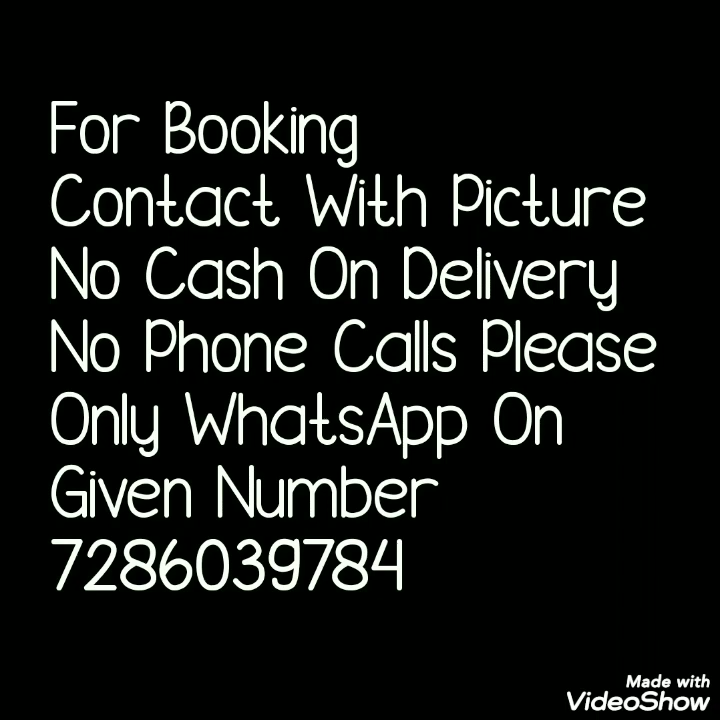 For Booking
Contact With Picture
No Cash On Delivery
No Phone Calls Please
Only WhatsApp On
Given Number
7286039784
Made with
VideoShow